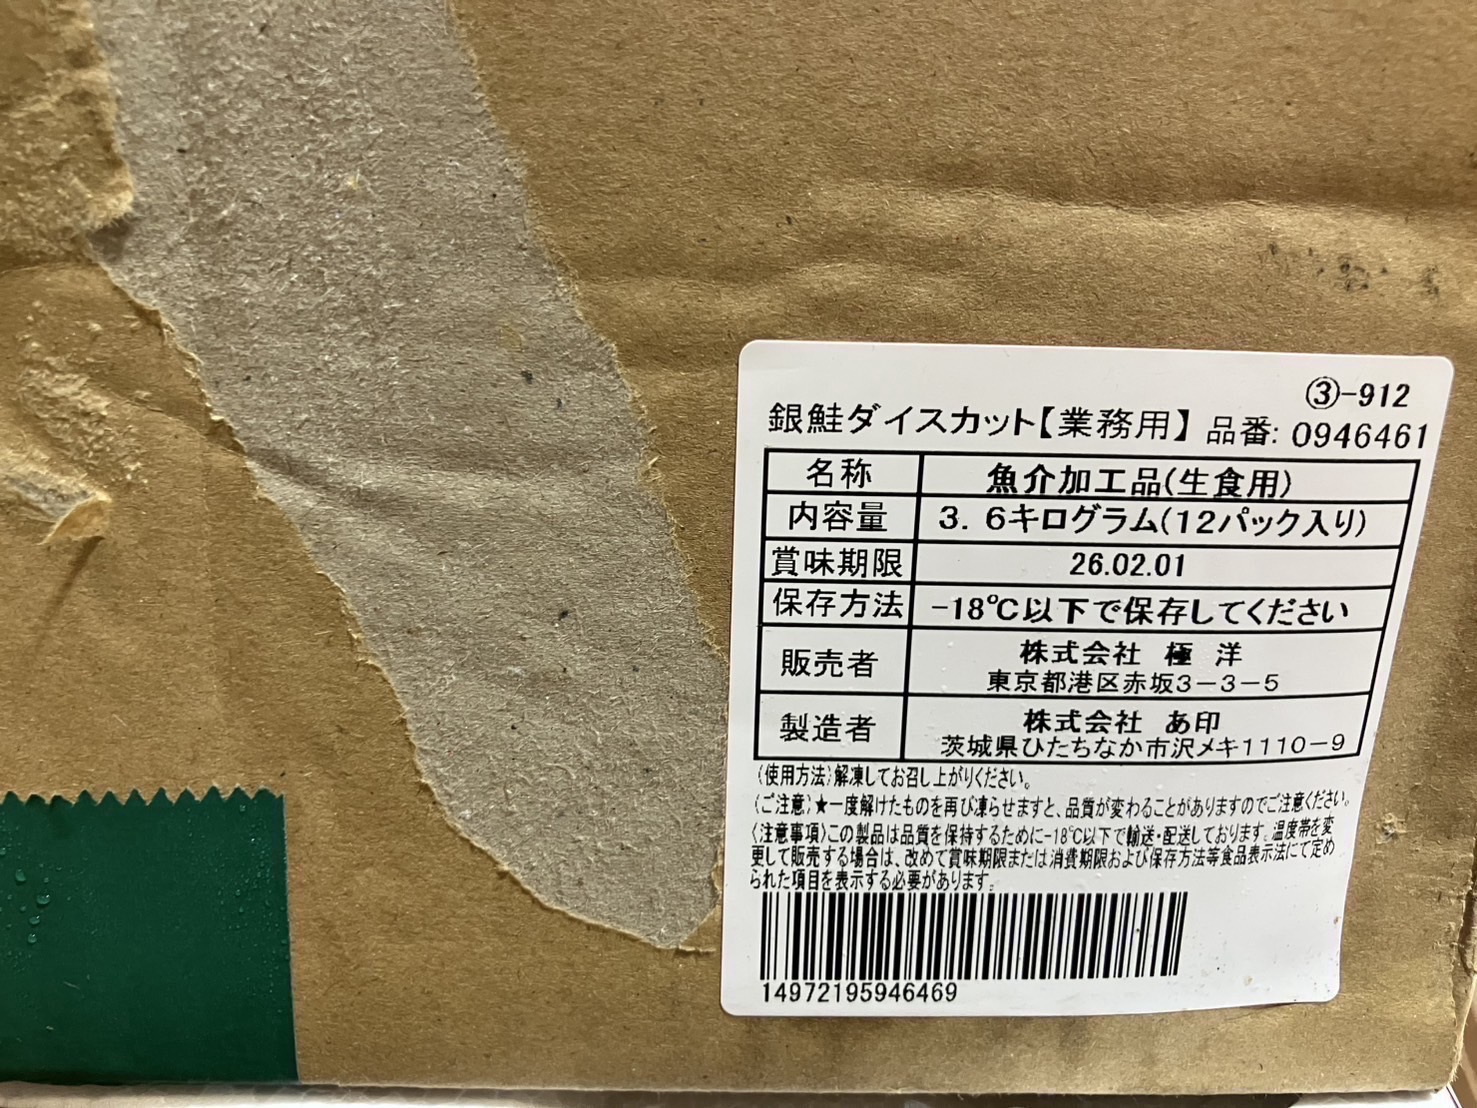 ③-912
銀鮭ダイスカット【業務用】 品番: 0946461
名称 魚介加工品(生食用)
内容量 3. 6キログラム(12パック入り)
賞味期限 26.02.01
保存方法 -18℃以下で保存してください
販売者 株式会社 極 洋
東京都港区赤坂3-3-5
製造者 株式会社 あ印
茨城県ひたちなか市沢メキ1110-9
〈使用方法〉解凍してお召し上がりください。
〈ご注意〉★一度解けたものを再び凍らせますと、品質が変わることがありますのでご注意ください。
〈注意事項〉この製品は品質を保持するために-18℃以下で輸送・配送しております。温度帯を変
更して販売する場合は、改めて賞味期限または消費期限および保存方法等食品表示法にて定め
られた項目を表示する必要があります。
14972195946469